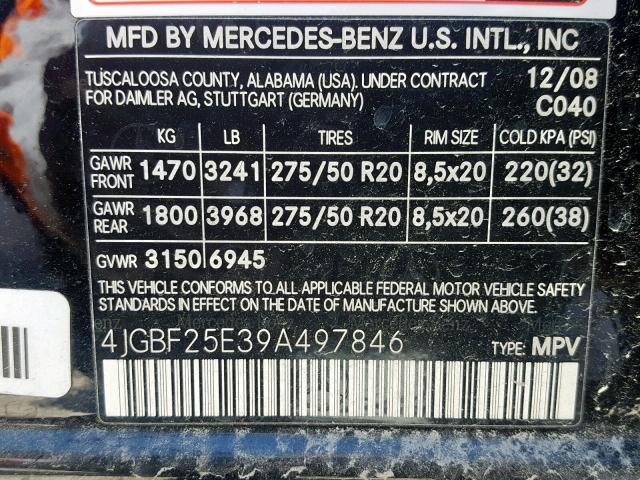 MFD BY MERCEDES-BENZ U.S. INTL., INC
TUSCALOOSA COUNTY, ALABAMA (USA). UNDER CONTRACT 12/08
FOR DAIMLER AG, STUTTGART (GERMANY) C040
KG LB TIRES RIM SIZE COLD KPA (PSI)
GAWR FRONT 1470 3241 275/50 R20 8,5x20 220(32)
GAWR REAR 1800 3968 275/50 R20 8,5x20 260(38)
GVWR 3150 6945
THIS VEHICLE CONFORMS TO ALL APPLICABLE FEDERAL MOTOR VEHICLE SAFETY
STANDARDS IN EFFECT ON THE DATE OF MANUFACTURE SHOWN ABOVE.
4JGBF25E39A497846 TYPE: MPV